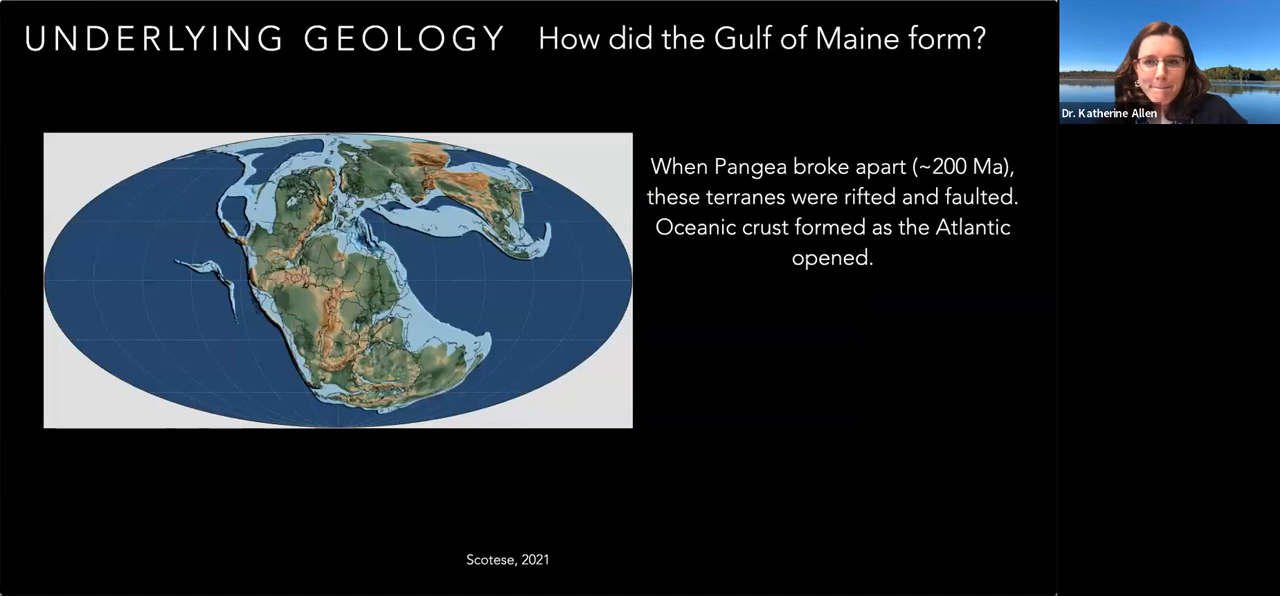 UNDERLYING GEOLOGY How did the Gulf of Maine form?
Dr. Katherine Allen
When Pangea broke apart (~200 Ma),
these terranes were rifted and faulted.
Oceanic crust formed as the Atlantic
opened.
Scotese, 2021